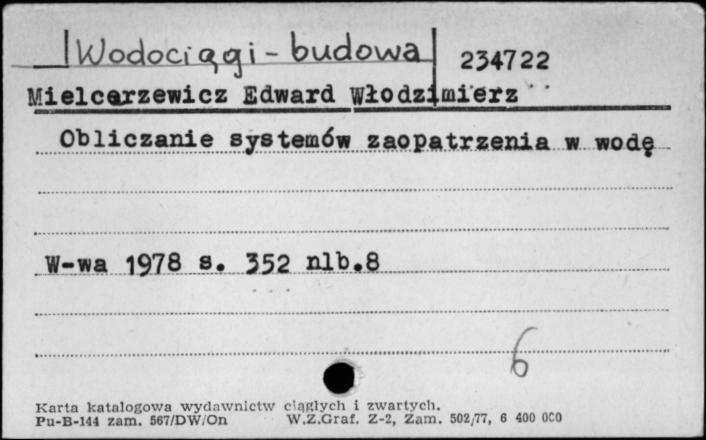 Wodociągi - budowa 234722
Mielcarzewicz Edward Włodzimierz
Obliczanie systemów zaopatrzenia w wodę
W-wa 1978 s. 352 nlb.8
6
Karta katalogowa wydawnictw ciągłych i zwartych.
Pu-B-144 zam. 567/DW/On W.Z.Graf. Z-2, Zam. 502/77, 6 400 000